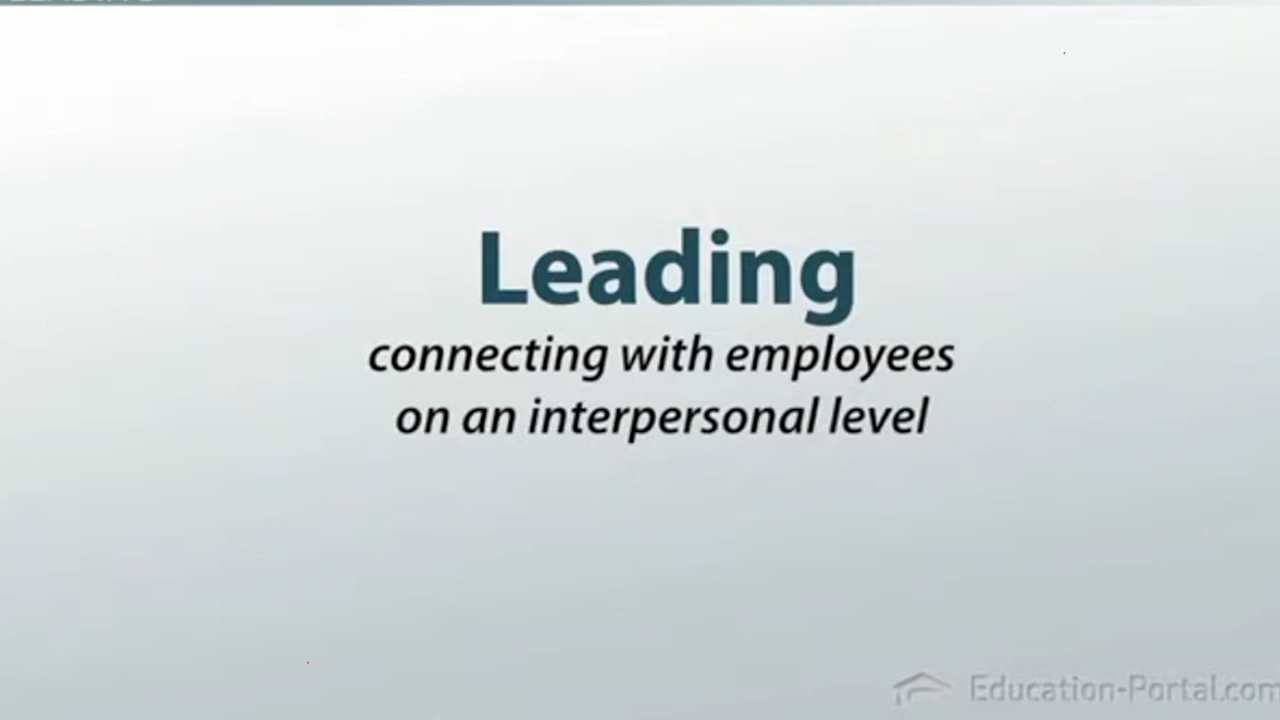 Leading
connecting with employees
on an interpersonal level
Education-Portal.com